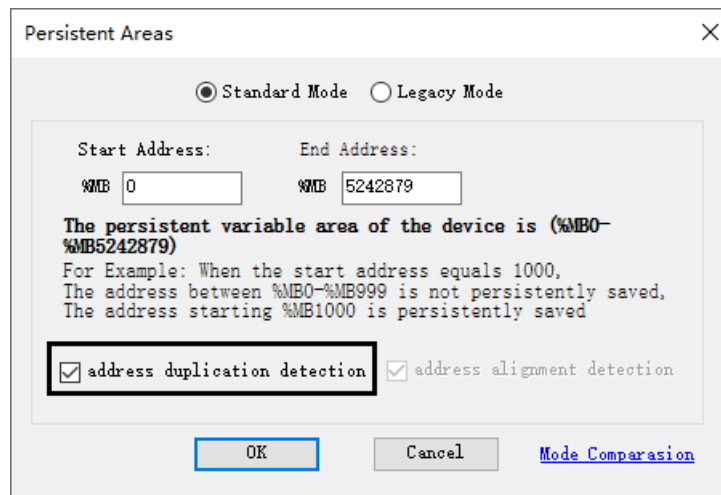 Persistent Areas
Standard Mode Legacy Mode
Start Address: End Address:
%MB 0 %MB 5242879
The persistent variable area of the device is (%MB0-
%MB5242879)
For Example: When the start address equals 1000,
The address between %MB0-%MB999 is not persistently saved,
The address starting %MB1000 is persistently saved
address duplication detection address alignment detection
OK Cancel Mode Comparasion